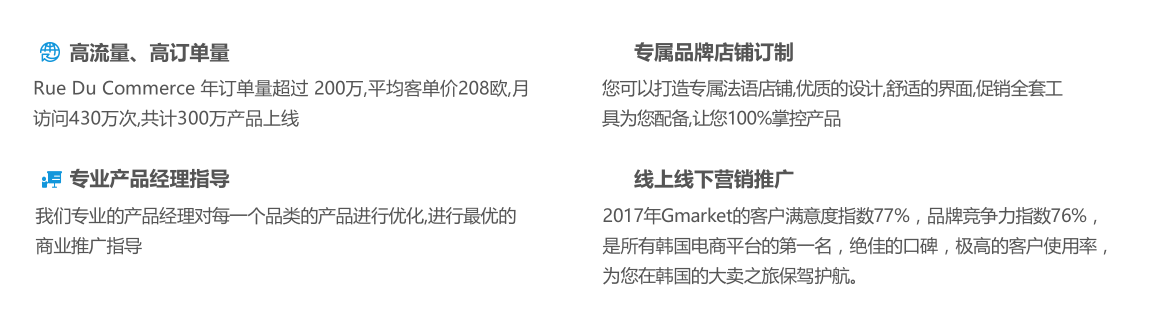 高流量、高订单量
Rue Du Commerce 年订单量超过 200万,平均客单价208欧,月
访问430万次,共计300万产品上线
专属品牌店铺订制
您可以打造专属法语店铺,优质的设计,舒适的界面,促销全套工
具为您配备,让您100%掌控产品
专业产品经理指导
我们专业的产品经理对每一个品类的产品进行优化,进行最优的
商业推广指导
线上线下营销推广
2017年Gmarket的客户满意度指数77%，品牌竞争力指数76%，
是所有韩国电商平台的第一名，绝佳的口碑，极高的客户使用率，
为您在韩国的大卖之旅保驾护航。